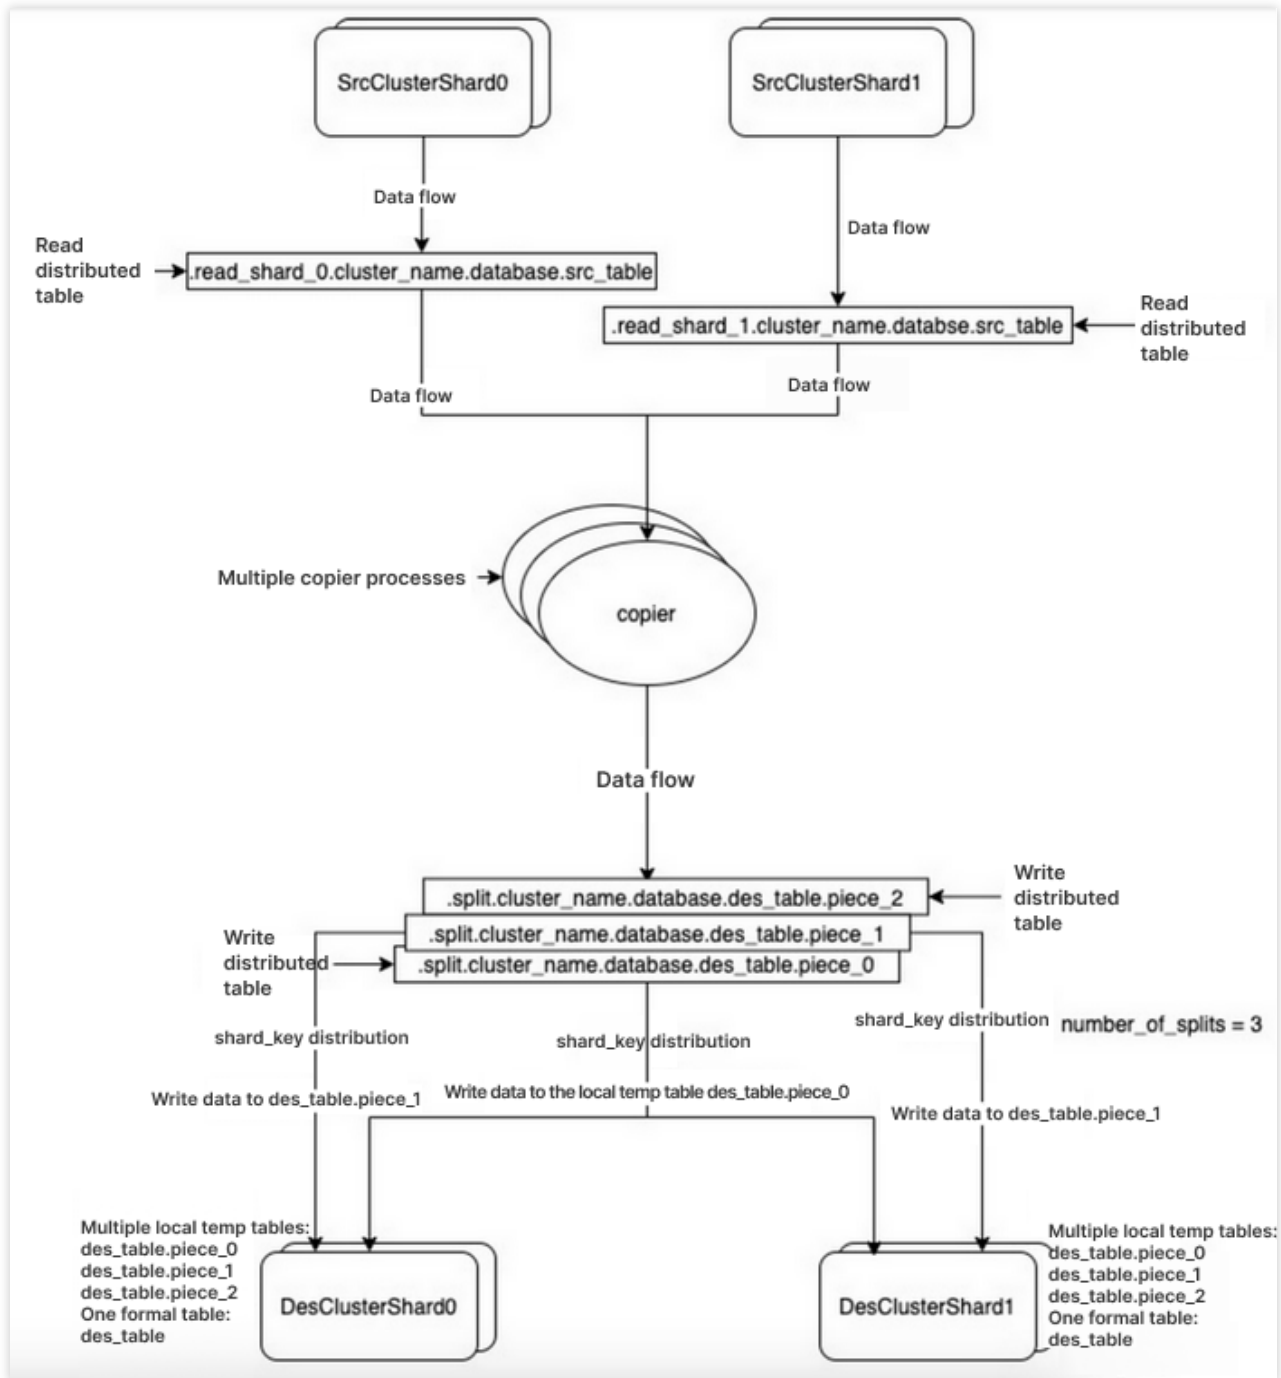 SrcClusterShard0
SrcClusterShard1
Data flow
Data flow
Read
distributed
table
.read_shard_0.cluster_name.database.src_table
.read_shard_1.cluster_name.databse.src_table
Read
distributed
table
Data flow
Data flow
Multiple copier processes
copier
Data flow
.split.cluster_name.database.des_table.piece_2
Write
distributed
table
.split.cluster_name.database.des_table.piece_1
Write
distributed
table
.split.cluster_name.database.des_table.piece_0
shard_key distribution
shard_key distribution
shard_key distribution
number_of_splits = 3
Write data to des_table.piece_1
Write data to the local temp table des_table.piece_0
Write data to des_table.piece_1
Multiple local temp tables:
des_table.piece_0
des_table.piece_1
des_table.piece_2
One formal table:
des_table
DesClusterShard0
DesClusterShard1
Multiple local temp tables:
des_table.piece_0
des_table.piece_1
des_table.piece_2
One formal table:
des_table